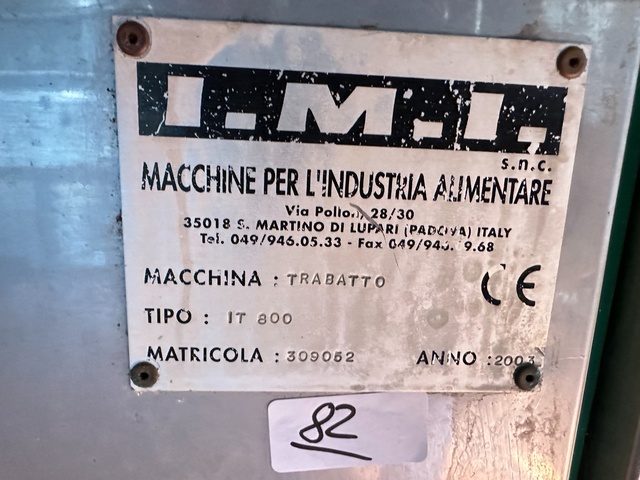 I.M.I.
s.n.c.
MACCHINE PER L'INDUSTRIA ALIMENTARE
Via 28/30
35018 S. MARTINO DI LUPARI (PADOVA) ITALY
Tel. 049/946.05.33 - Fax
MACCHINA : TRABATTO
CE
TIPO : IT 800
MATRICOLA : 309052
ANNO : 2003
82